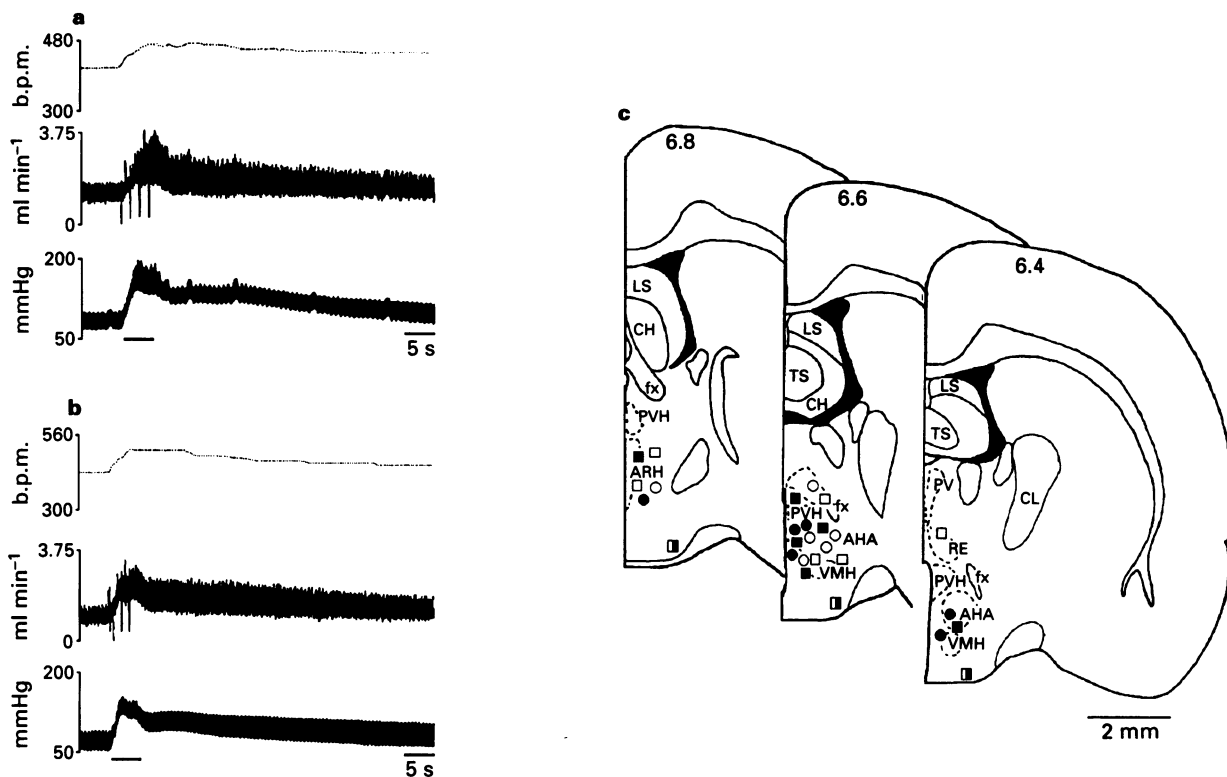 a
480
b.p.m.
300
3.75
ml min⁻¹
0
200
mmHg
50
5 s
b
560
b.p.m.
300
3.75
ml min⁻¹
0
200
mmHg
50
5 s
c
6.8
LS
CH
fx
PVH
ARH
6.6
LS
TS
CH
fx
PVH
AHA
VMH
6.4
LS
TS
PV
CL
RE
PVH
fx
AHA
VMH
2 mm